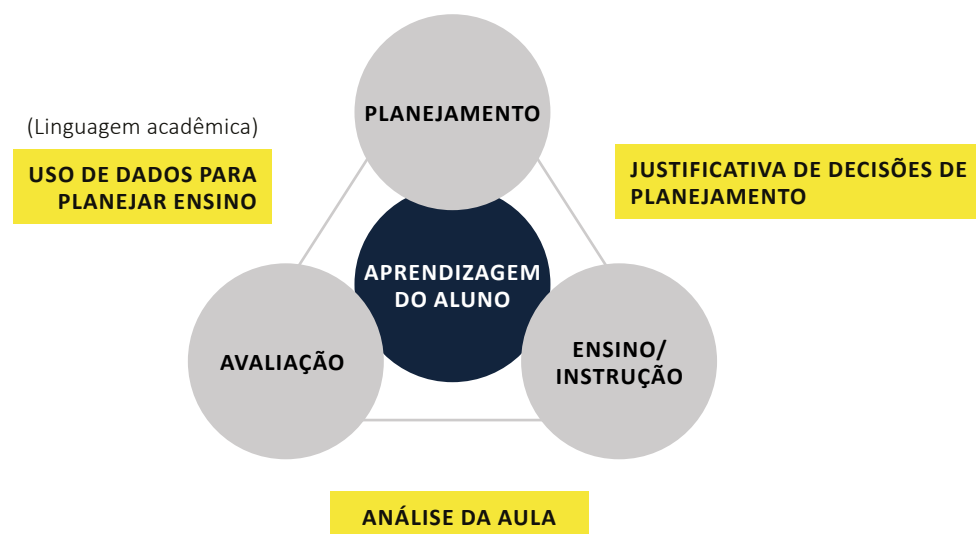 PLANEJAMENTO
(Linguagem acadêmica)
USO DE DADOS PARA
PLANEJAR ENSINO
JUSTIFICATIVA DE DECISÕES DE
PLANEJAMENTO
APRENDIZAGEM
DO ALUNO
AVALIAÇÃO
ENSINO/
INSTRUÇÃO
ANÁLISE DA AULA